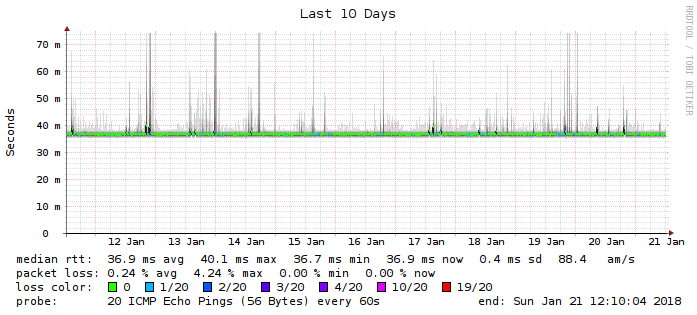 Last 10 Days
RRDTOOL / TOBI OETIKER
Seconds
70 m
60 m
50 m
40 m
30 m
20 m
10 m
0
12 Jan 13 Jan 14 Jan 15 Jan 16 Jan 17 Jan 18 Jan 19 Jan 20 Jan 21 Jan
median rtt: 36.9 ms avg 40.1 ms max 36.7 ms min 36.9 ms now 0.4 ms sd 88.4 am/s
packet loss: 0.24 % avg 4.24 % max 0.00 % min 0.00 % now
loss color: 0 1/20 2/20 3/20 4/20 10/20 19/20
probe: 20 ICMP Echo Pings (56 Bytes) every 60s end: Sun Jan 21 12:10:04 2018